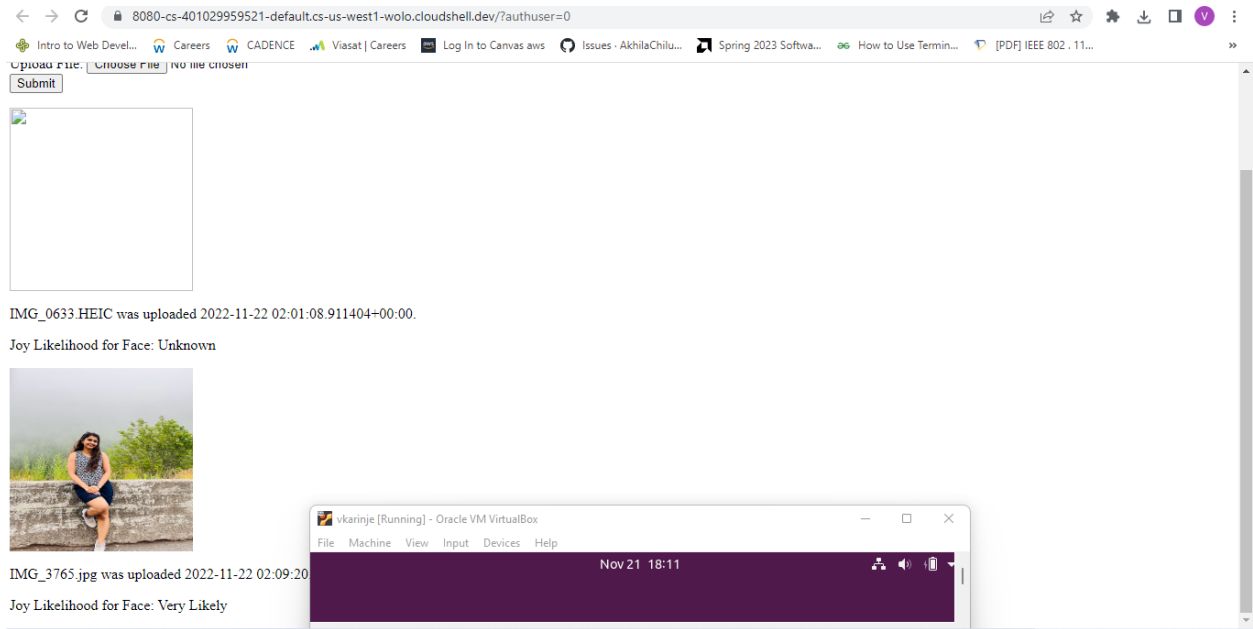 8080-cs-401029959521-default.cs-us-west1-wolo.cloudshell.dev/?authuser=0
V
Intro to Web Devel... Careers CADENCE Viasat | Careers Log In to Canvas aws Issues · AkhilaChilu... Spring 2023 Softwa... How to Use Termin... [PDF] IEEE 802 . 11... »
Upload File: Choose File No file chosen
Submit
IMG_0633.HEIC was uploaded 2022-11-22 02:01:08.911404+00:00.
Joy Likelihood for Face: Unknown
vkarinje [Running] - Oracle VM VirtualBox
File Machine View Input Devices Help
Nov 21 18:11
IMG_3765.jpg was uploaded 2022-11-22 02:09:20
Joy Likelihood for Face: Very Likely